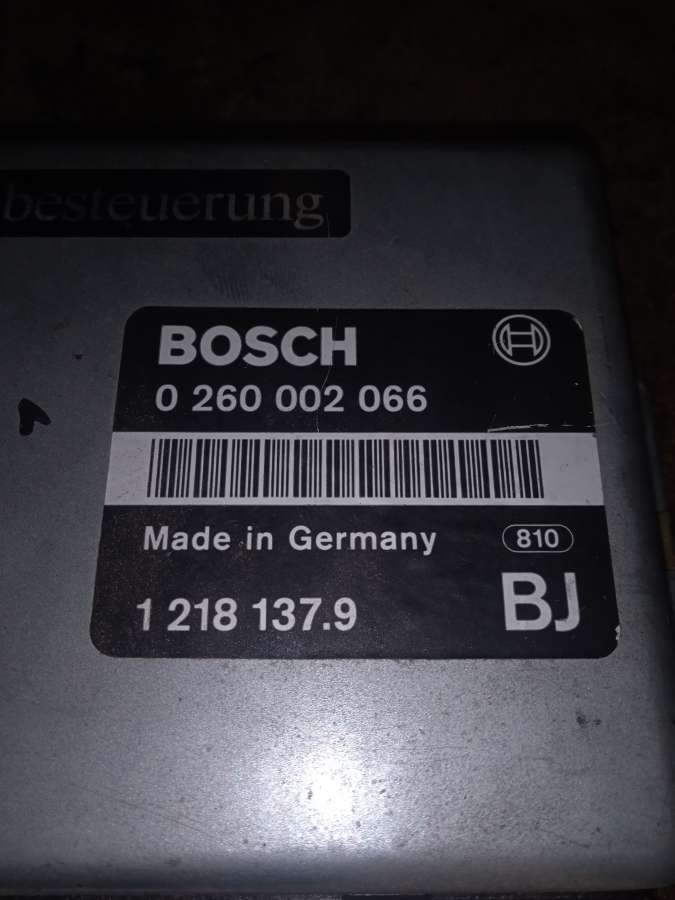 besteuerung
BOSCH
0 260 002 066
Made in Germany 810
1 218 137.9 BJ